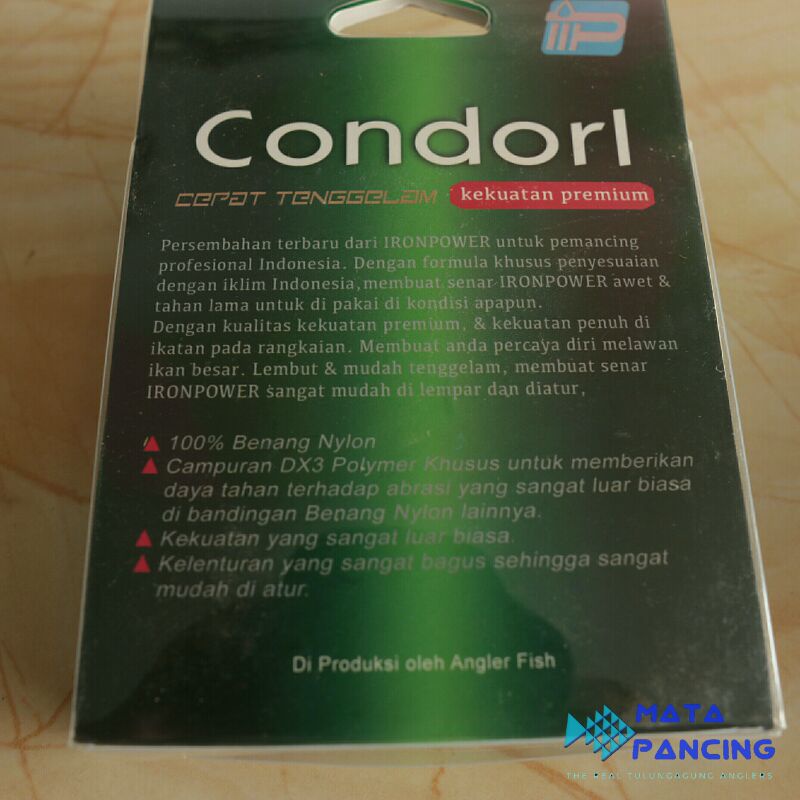 IIP
Condorl
CEPAT TENGGELAM kekuatan premium
Persembahan terbaru dari IRONPOWER untuk pemancing
profesional Indonesia. Dengan formula khusus penyesuaian
dengan iklim Indonesia,membuat senar IRONPOWER awet &
tahan lama untuk di pakai di kondisi apapun.
Dengan kualitas kekuatan premium, & kekuatan penuh di
ikatan pada rangkaian. Membuat anda percaya diri melawan
ikan besar. Lembut & mudah tenggelam, membuat senar
IRONPOWER sangat mudah di lempar dan diatur,
100% Benang Nylon
Campuran DX3 Polymer Khusus untuk memberikan
daya tahan terhadap abrasi yang sangat luar biasa
di bandingan Benang Nylon lainnya.
Kekuatan yang sangat luar biasa.
Kelenturan yang sangat bagus sehingga sangat
mudah di atur.
Di Produksi oleh Angler Fish
MATA
PANCING
THE REAL TULUNGAGUNG ANGLERS